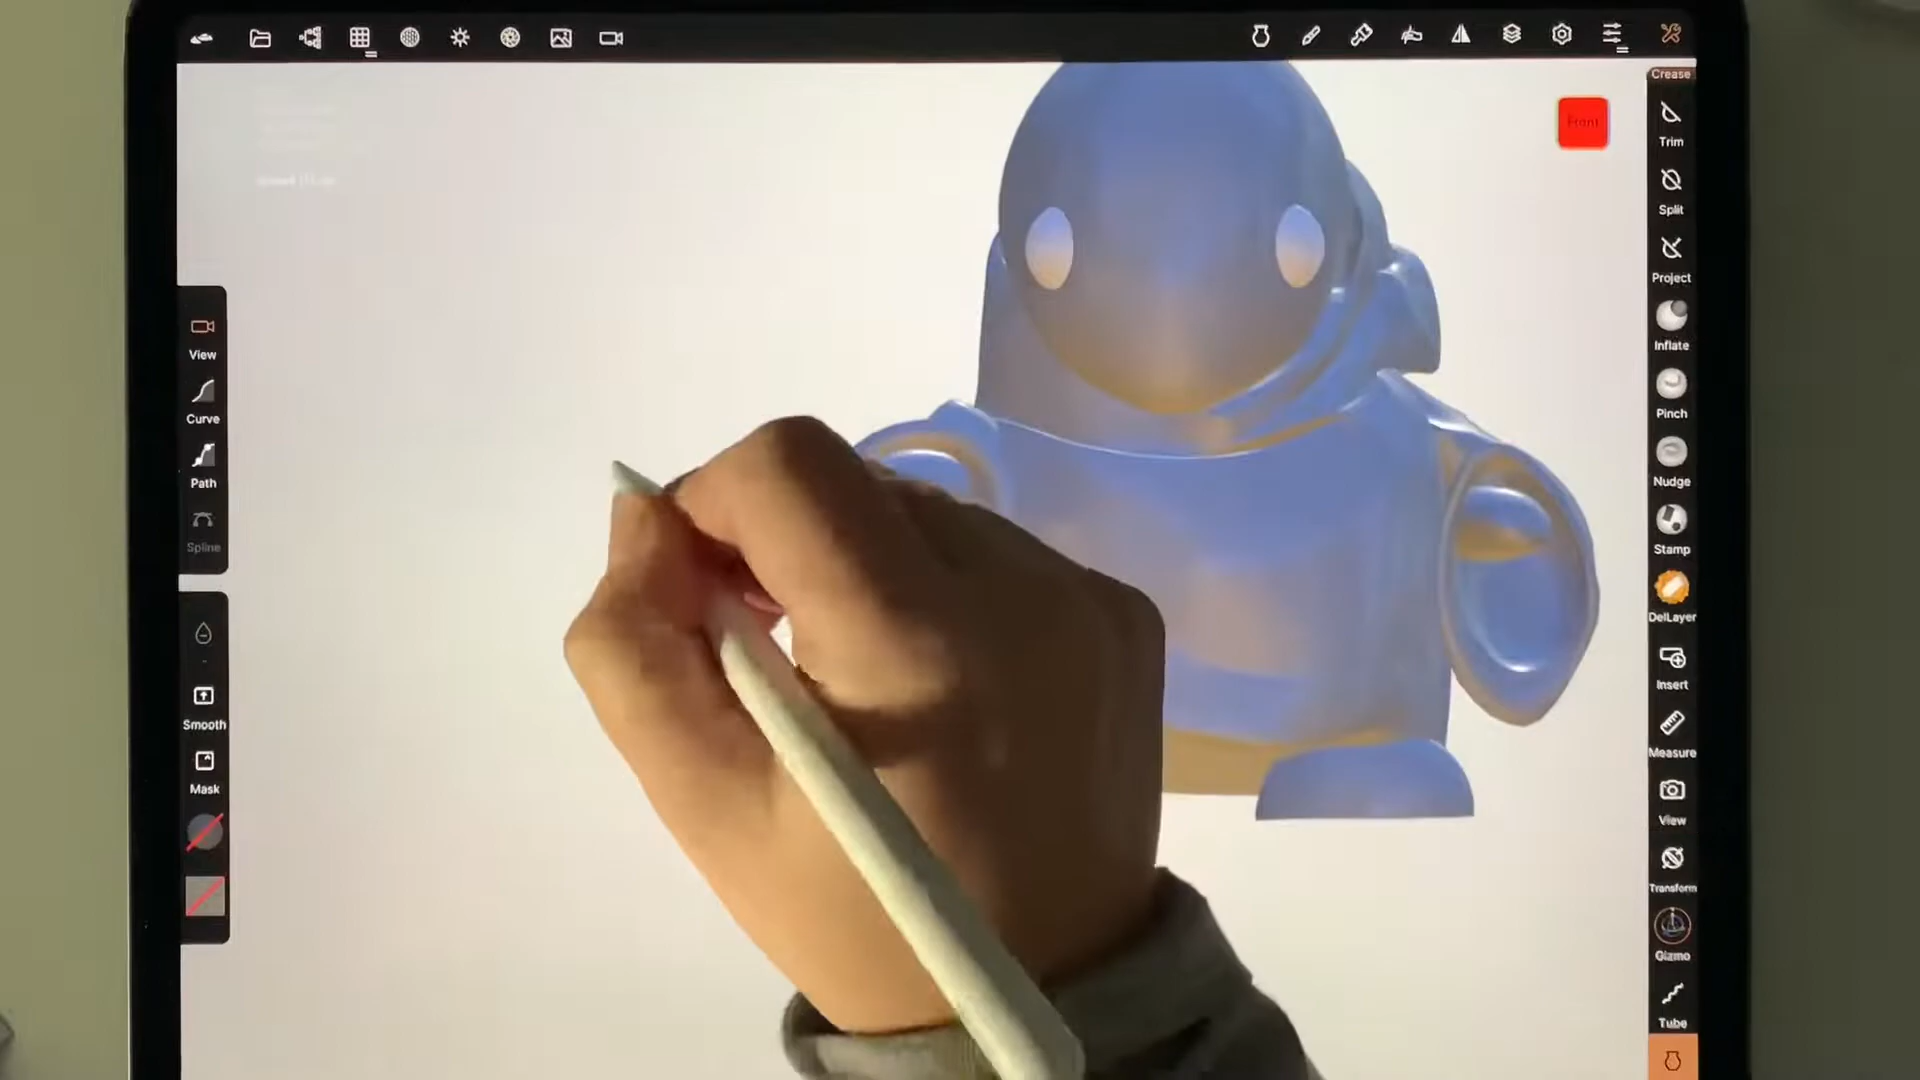 Crease
Front
Trim
Split
View
Project
Inflate
Curve
Pinch
Path
Nudge
Spline
Stamp
DelLayer
Insert
Smooth
Measure
Mask
View
Transform
Gizmo
Tube